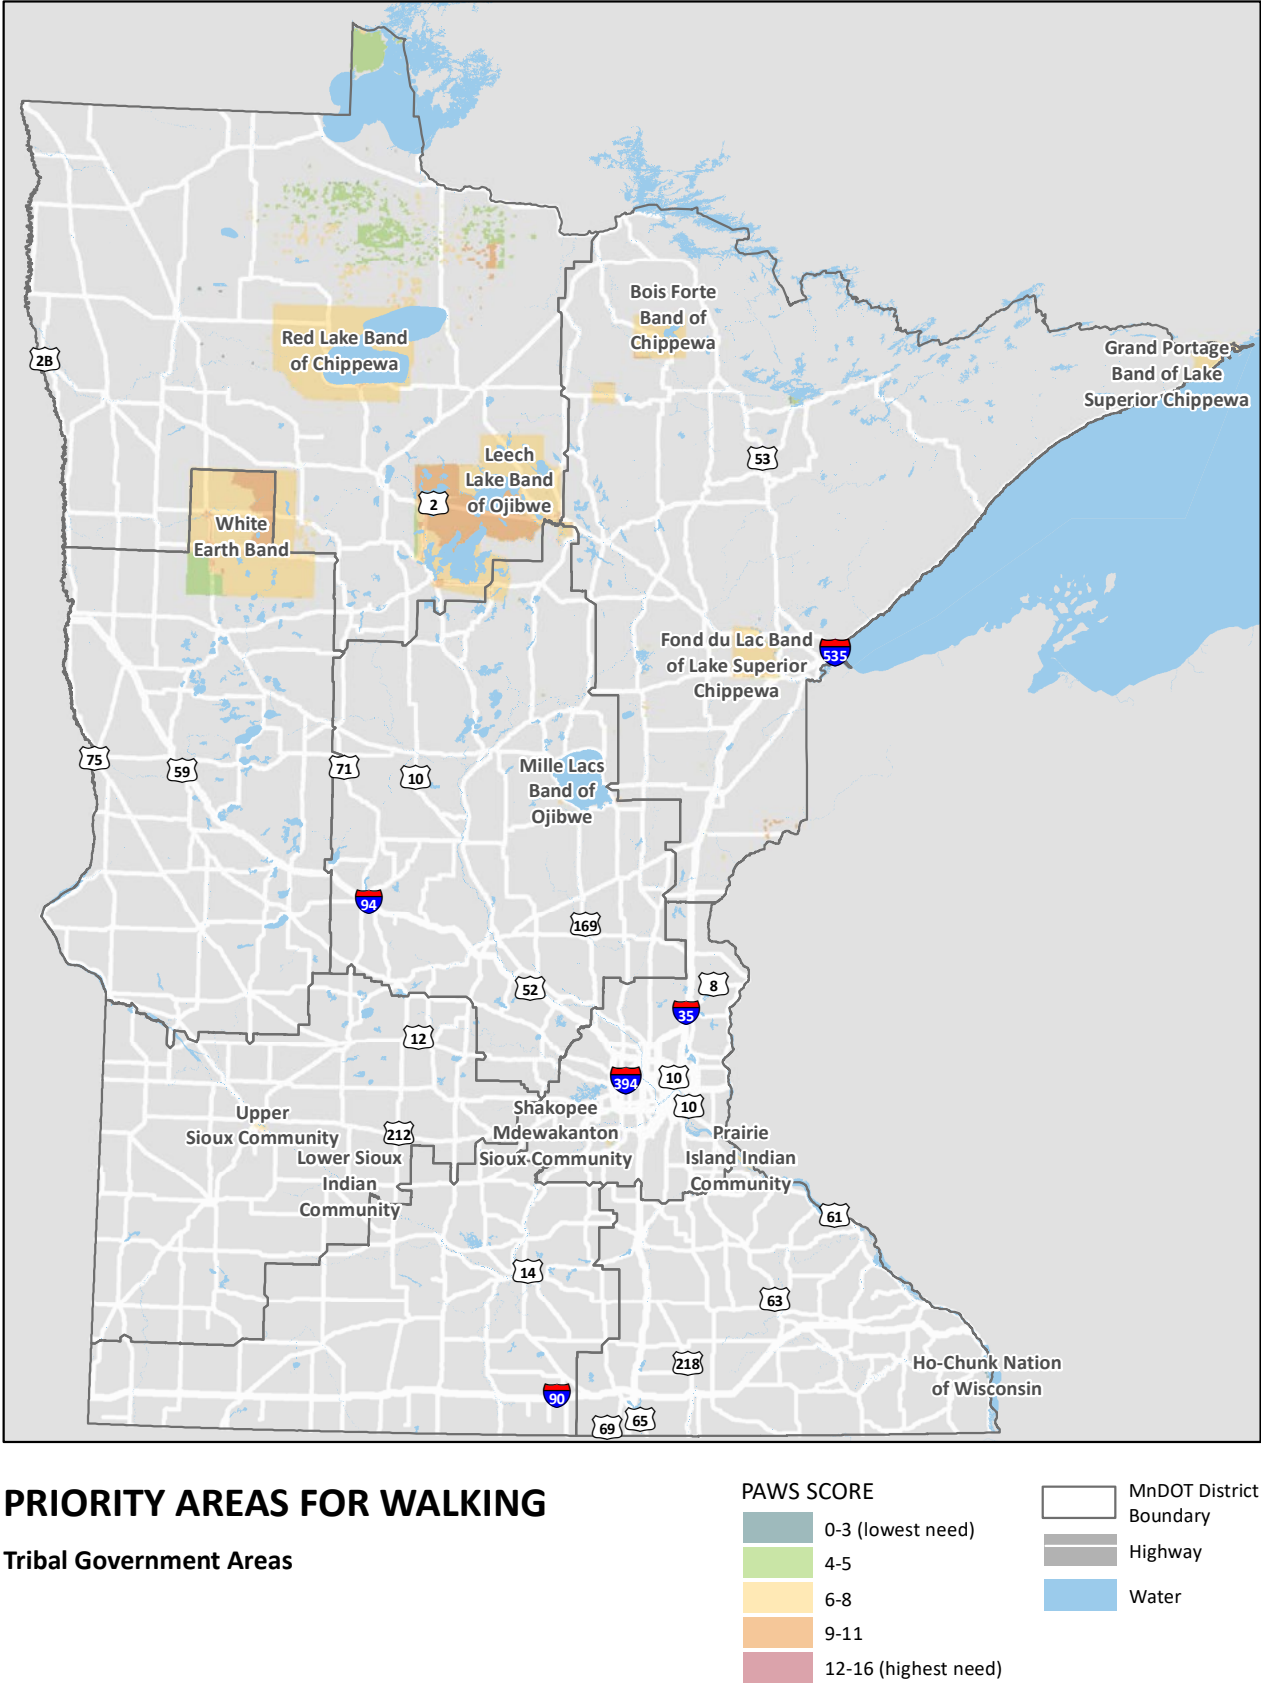 Bois Forte
Band of
Chippewa
Red Lake Band
of Chippewa
2B
Grand Portage
Band of Lake
Superior Chippewa
Leech
Lake Band
of Ojibwe
53
2
White
Earth Band
Fond du Lac Band
of Lake Superior
Chippewa
535
75
59
71
10
Mille Lacs
Band of
Ojibwe
94
169
52
8
35
12
394
10
10
Upper
Sioux Community
212
Shakopee
Mdewakanton
Sioux Community
Prairie
Island Indian
Community
Lower Sioux
Indian
Community
61
14
63
218
Ho-Chunk Nation
of Wisconsin
90
69
65
PRIORITY AREAS FOR WALKING
Tribal Government Areas
PAWS SCORE
0-3 (lowest need)
4-5
6-8
9-11
12-16 (highest need)
MnDOT District
Boundary
Highway
Water